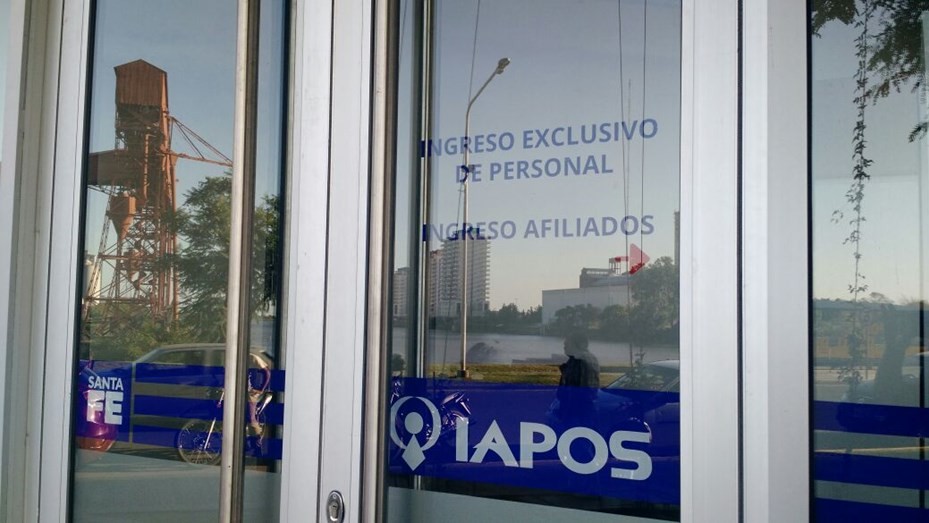 INGRESO EXCLUSIVO
DE PERSONAL
INGRESO AFILIADOS
SANTA
FE
IAPOS